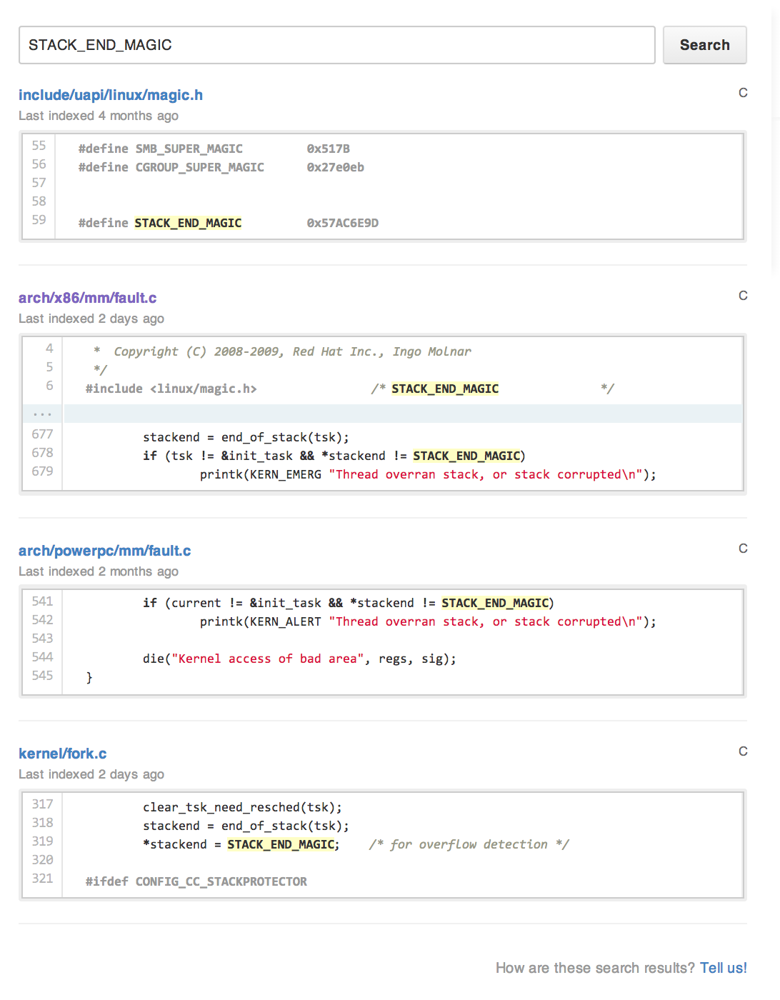 STACK_END_MAGIC
Search
include/uapi/linux/magic.h
C
Last indexed 4 months ago
55 #define SMB_SUPER_MAGIC 0x517B
56 #define CGROUP_SUPER_MAGIC 0x27e0eb
57
58
59 #define STACK_END_MAGIC 0x57AC6E9D
arch/x86/mm/fault.c
C
Last indexed 2 days ago
4 * Copyright (C) 2008-2009, Red Hat Inc., Ingo Molnar
5 */
6 #include <linux/magic.h> /* STACK_END_MAGIC */
...
677 stackend = end_of_stack(tsk);
678 if (tsk != &init_task && *stackend != STACK_END_MAGIC)
679 printk(KERN_EMERG "Thread overran stack, or stack corrupted\n");
arch/powerpc/mm/fault.c
C
Last indexed 2 months ago
541 if (current != &init_task && *stackend != STACK_END_MAGIC)
542 printk(KERN_ALERT "Thread overran stack, or stack corrupted\n");
543
544 die("Kernel access of bad area", regs, sig);
545 }
kernel/fork.c
C
Last indexed 2 days ago
317 clear_tsk_need_resched(tsk);
318 stackend = end_of_stack(tsk);
319 *stackend = STACK_END_MAGIC; /* for overflow detection */
320
321 #ifdef CONFIG_CC_STACKPROTECTOR
How are these search results? Tell us!